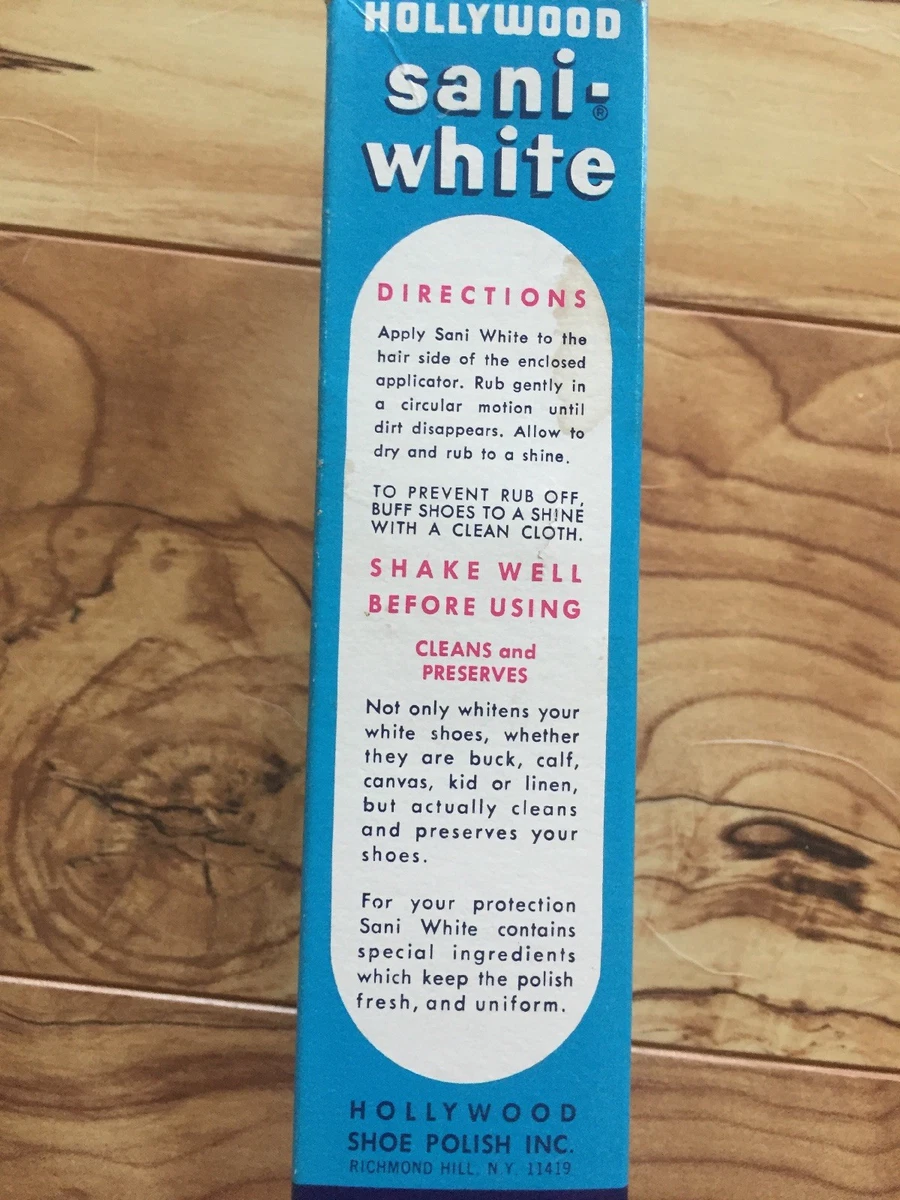 HOLLYWOOD
sani-®
white
DIRECTIONS
Apply Sani White to the
hair side of the enclosed
applicator. Rub gently in
a circular motion until
dirt disappears. Allow to
dry and rub to a shine.
TO PREVENT RUB OFF,
BUFF SHOES TO A SHINE
WITH A CLEAN CLOTH.
SHAKE WELL
BEFORE USING
CLEANS and
PRESERVES
Not only whitens your
white shoes, whether
they are buck, calf,
canvas, kid or linen,
but actually cleans
and preserves your
shoes.
For your protection
Sani White contains
special ingredients
which keep the polish
fresh, and uniform.
HOLLYWOOD
SHOE POLISH INC.
RICHMOND HILL, N.Y. 11419